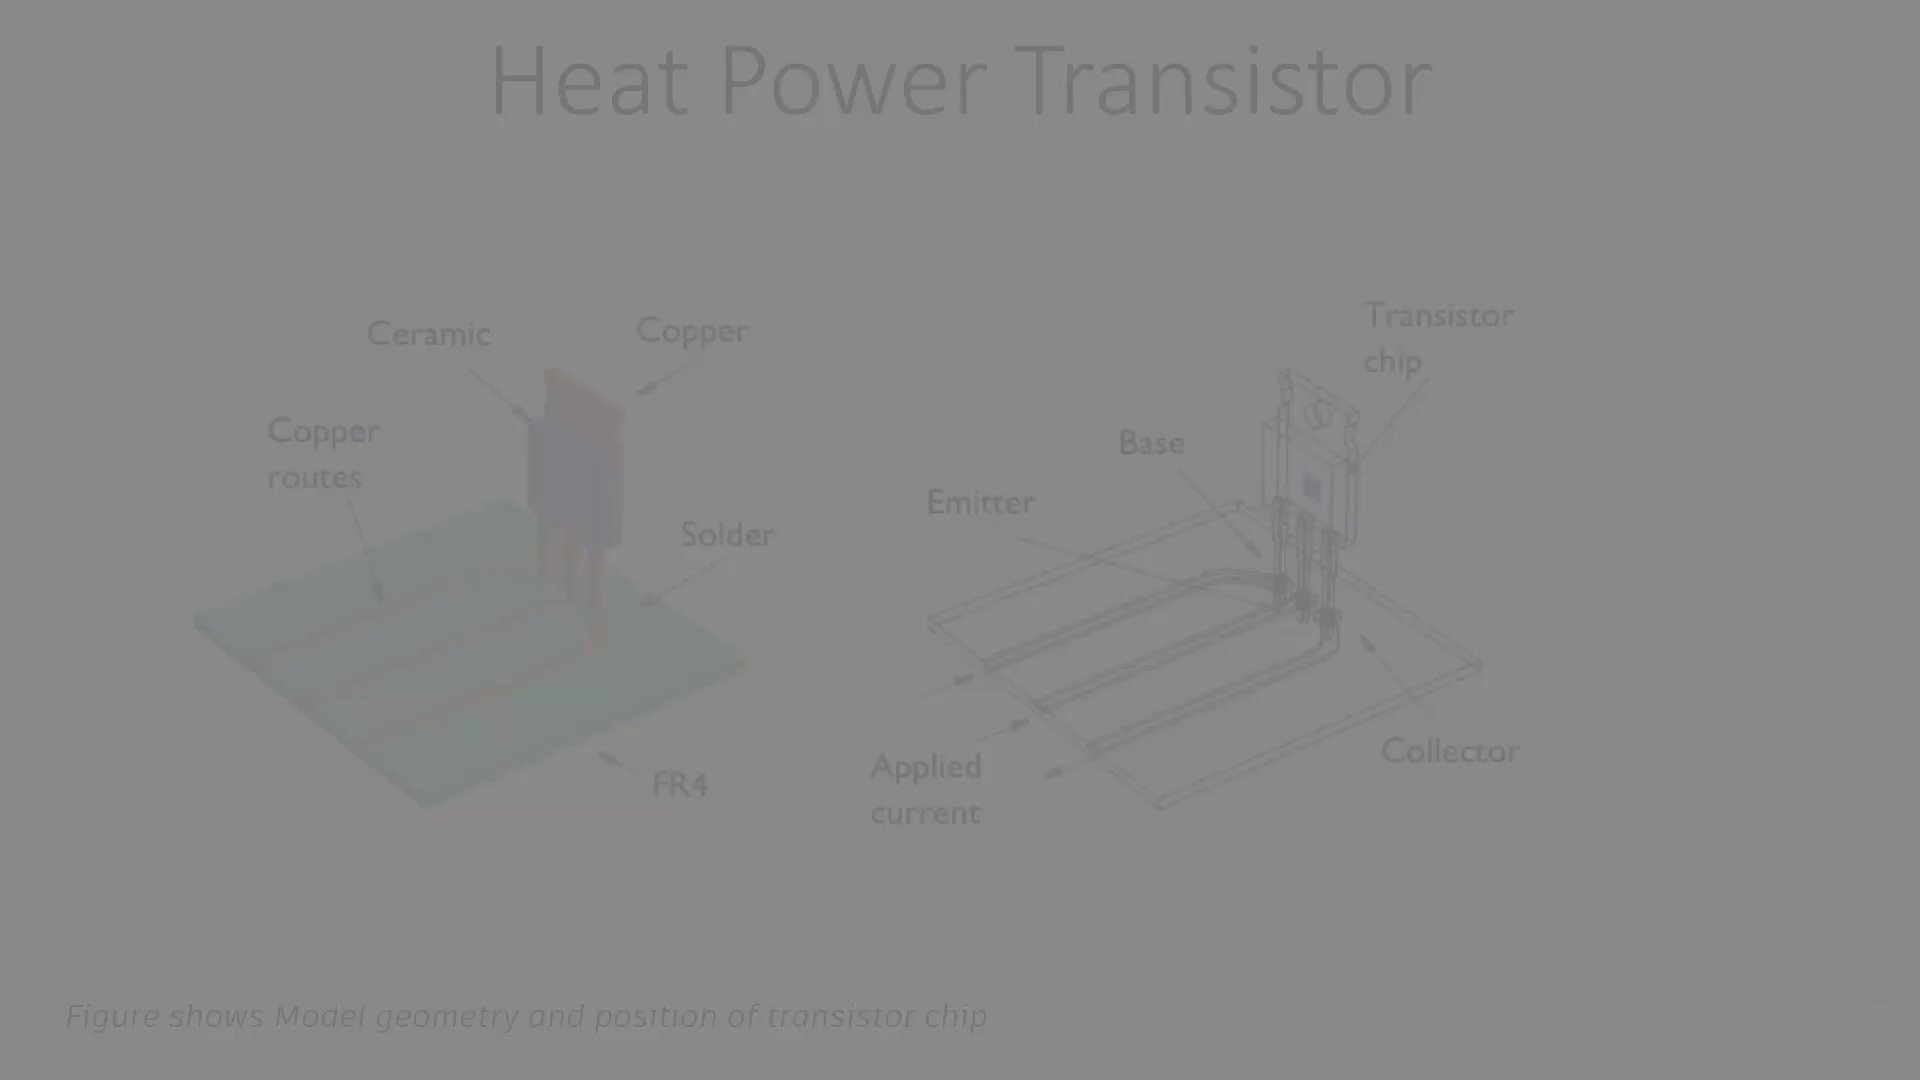 Heat Power Transistor
Ceramic
Copper
Copper
routes
Solder
FR4
Transistor
chip
Base
Emitter
Applied
current
Collector
Figure shows Model geometry and position of transistor chip